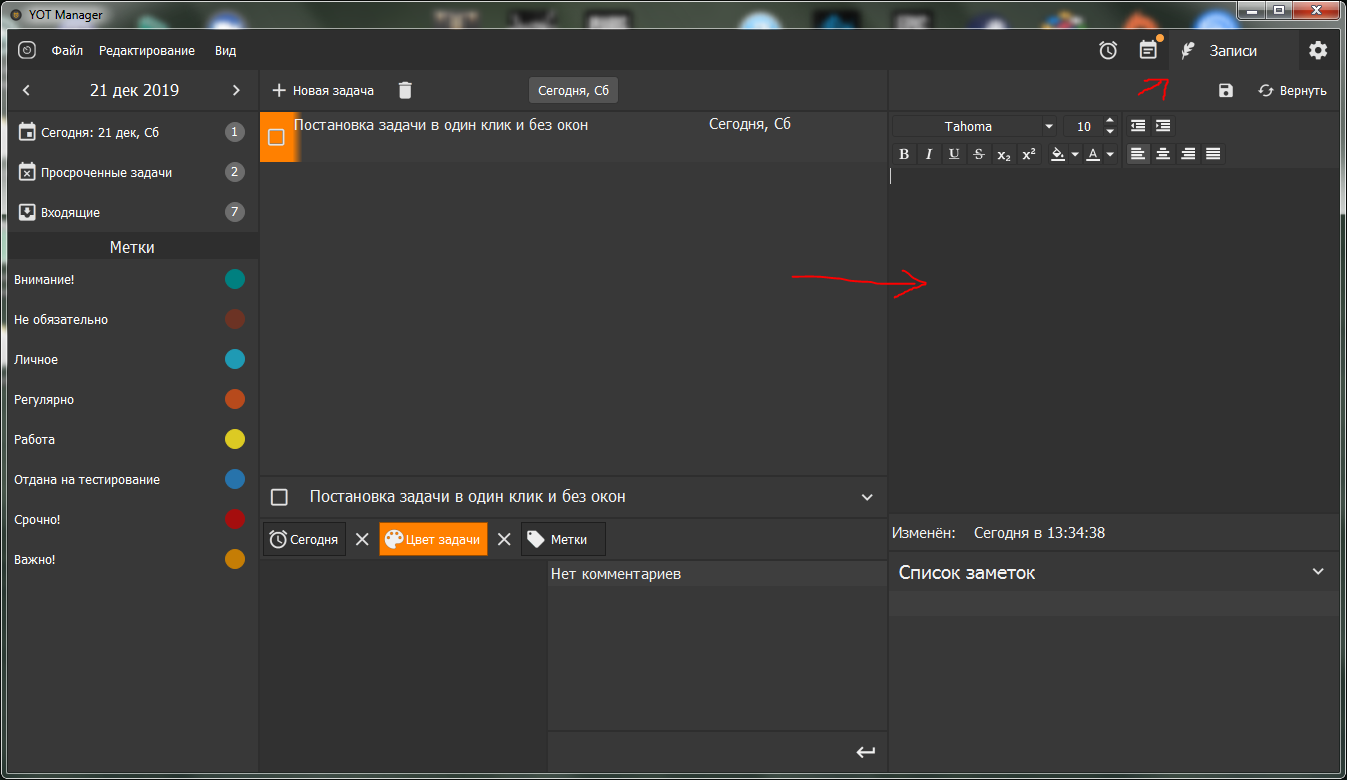 YOT Manager
Файл Редактирование Вид Записи
21 дек 2019 Новая задача Сегодня, Сб Вернуть
Сегодня: 21 дек, Сб 1
Просроченные задачи 2
Входящие 7
Метки
Внимание!
Не обязательно
Личное
Регулярно
Работа
Отдана на тестирование
Срочно!
Важно!
Постановка задачи в один клик и без окон Сегодня, Сб
Постановка задачи в один клик и без окон
Сегодня Цвет задачи Метки
Нет комментариев
Tahoma 10
B I U S x₂ x² A
Изменён: Сегодня в 13:34:38
Список заметок